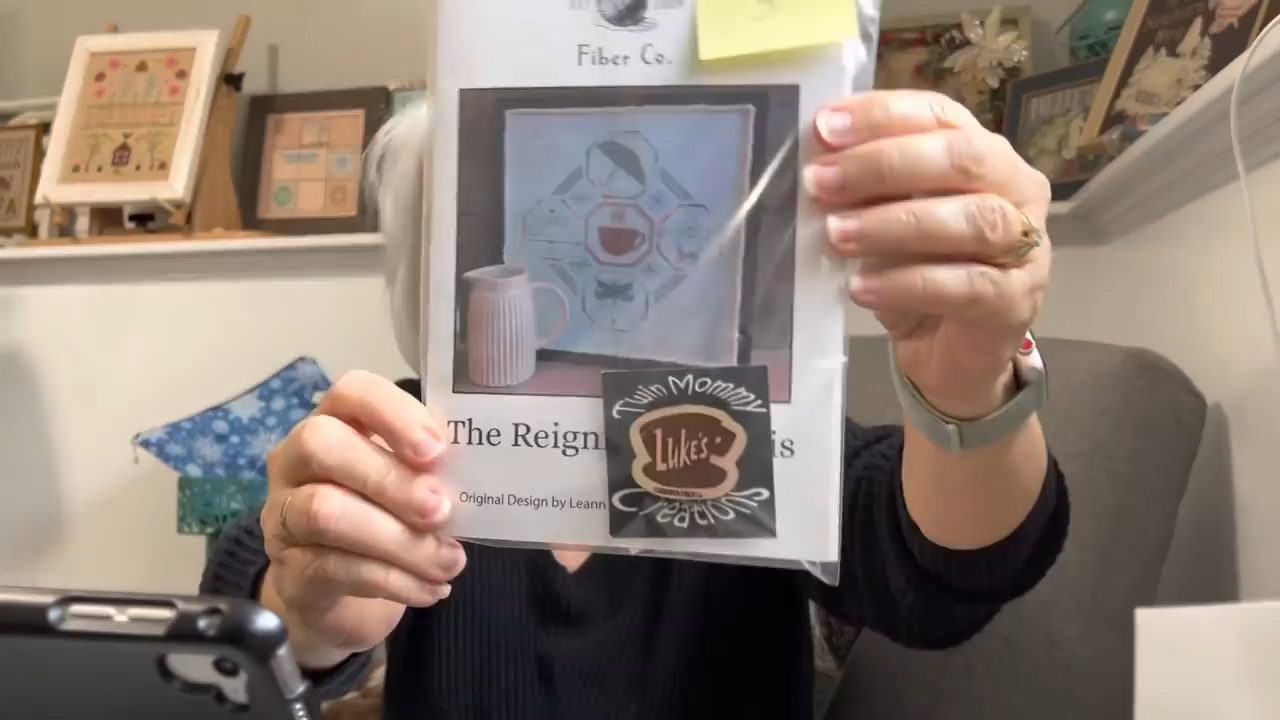 Fiber Co.
The Reign is
Original Design by Leann
Twin Mommy
LUKE'S
Creations